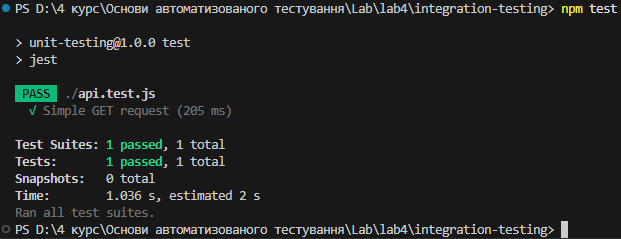 PS D:\4 курс\Основи автоматизованого тестування\Lab\lab4\integration-testing> npm test
> unit-testing@1.0.0 test
> jest
PASS ./api.test.js
√ Simple GET request (205 ms)
Test Suites: 1 passed, 1 total
Tests: 1 passed, 1 total
Snapshots: 0 total
Time: 1.036 s, estimated 2 s
Ran all test suites.
PS D:\4 курс\Основи автоматизованого тестування\Lab\lab4\integration-testing>